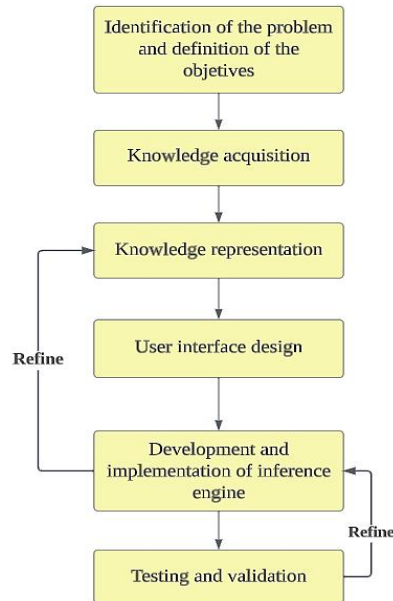 Identification of the problem
and definition of the
objetives
Knowledge acquisition
Knowledge representation
Refine
User interface design
Development and
implementation of inference
engine
Refine
Testing and validation